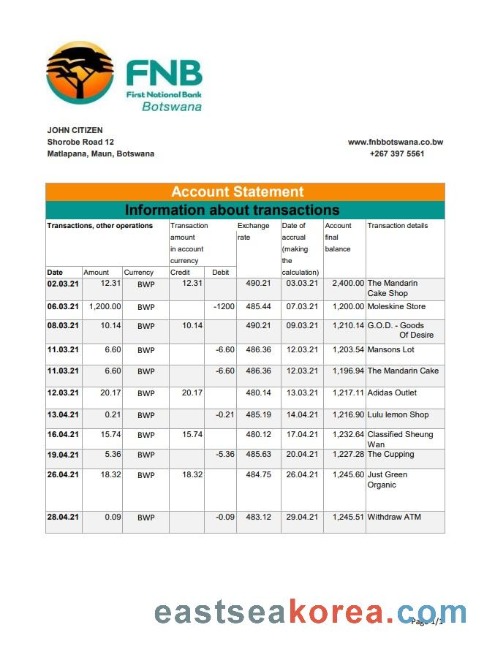 FNB
First National Bank
Botswana
JOHN CITIZEN
Shorobe Road 12
Matlapana, Maun, Botswana
www.fnbbotswana.co.bw
+267 397 5561
Account Statement
Information about transactions
Transactions, other operations Transaction amount in account currency Exchange rate Date of accrual (making the calculation) Account final balance Transaction details
Date Amount Currency Credit Debit
02.03.21 12.31 BWP 12.31 490.21 03.03.21 2,400.00 The Mandarin
Cake Shop
06.03.21 1,200.00 BWP -1200 485.44 07.03.21 1,200.00 Moleskine Store
08.03.21 10.14 BWP 10.14 490.21 09.03.21 1,210.14 G.O.D. - Goods
Of Desire
11.03.21 6.60 BWP -6.60 486.36 12.03.21 1,203.54 Mansons Lot
11.03.21 6.60 BWP -6.60 486.36 12.03.21 1,196.94 The Mandarin Cake
12.03.21 20.17 BWP 20.17 480.14 13.03.21 1,217.11 Adidas Outlet
13.04.21 0.21 BWP -0.21 485.19 14.04.21 1,216.90 Lulu lemon Shop
16.04.21 15.74 BWP 15.74 480.12 17.04.21 1,232.64 Classified Sheung
Wan
19.04.21 5.36 BWP -5.36 485.63 20.04.21 1,227.28 The Cupping
26.04.21 18.32 BWP 18.32 484.75 26.04.21 1,245.60 Just Green
Organic
28.04.21 0.09 BWP -0.09 483.12 29.04.21 1,245.51 Withdraw ATM
eastseakorea.com
Page 1/1